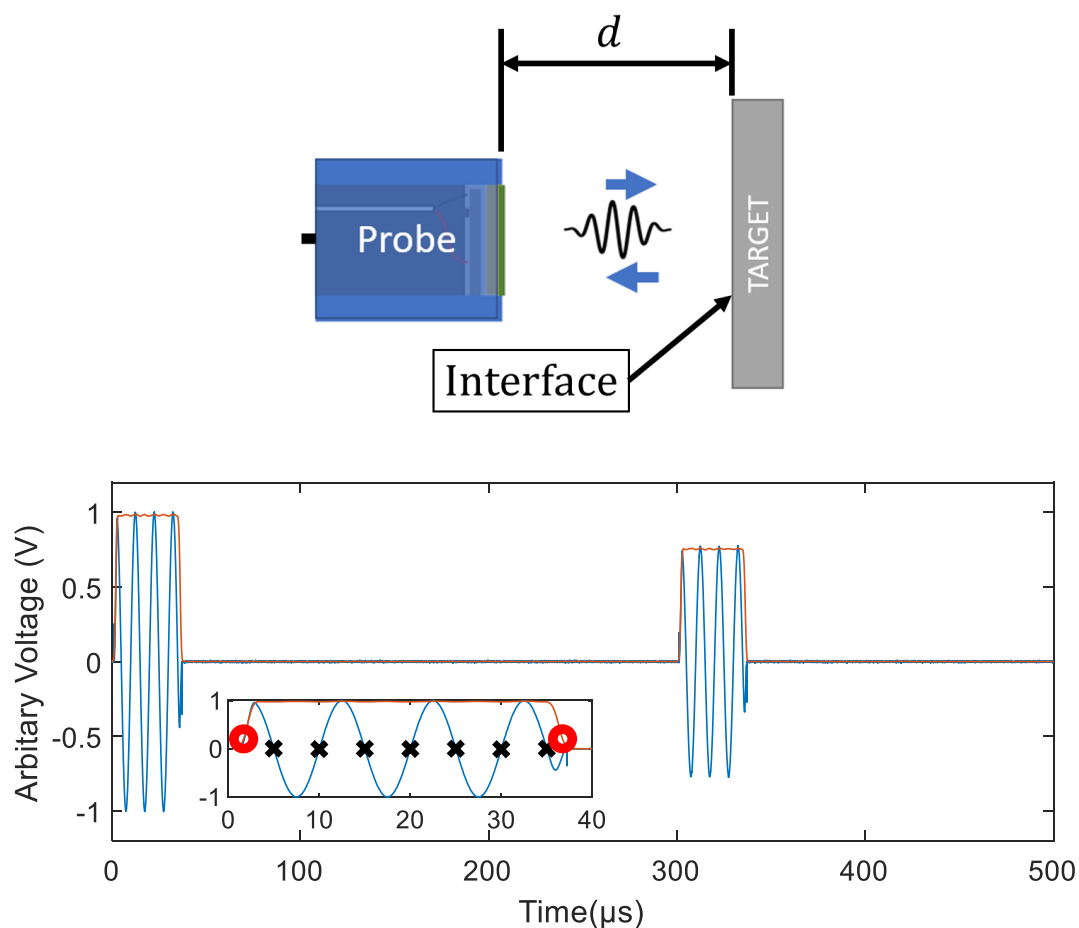 d
Probe
TARGET
Interface
Arbitary Voltage (V)
1
0.5
0
-0.5
-1
1
0
-1
0 10 20 30 40
0 100 200 300 400 500
Time(μs)